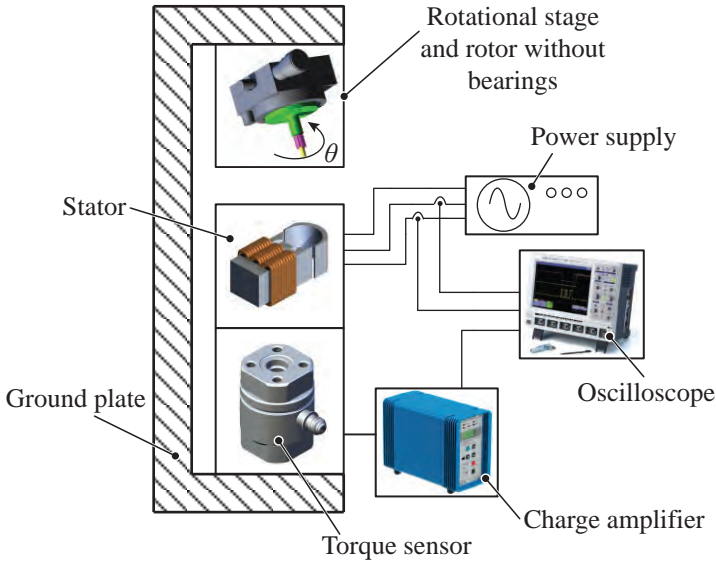 Rotational stage
and rotor without
bearings
θ
Power supply
Stator
Oscilloscope
Ground plate
Charge amplifier
Torque sensor